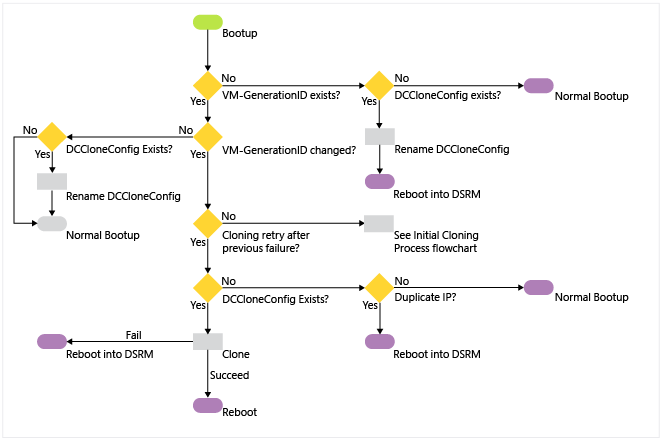 Bootup
No
No
VM-GenerationID exists?
DCCloneConfig exists?
Normal Bootup
Yes
Yes
No
No
DCCloneConfig Exists?
VM-GenerationID changed?
Rename DCCloneConfig
Yes
Yes
Rename DCCloneConfig
Reboot into DSRM
Normal Bootup
No
Cloning retry after
previous failure?
See Initial Cloning
Process flowchart
Yes
No
No
DCCloneConfig Exists?
Duplicate IP?
Normal Bootup
Yes
Yes
Fail
Reboot into DSRM
Clone
Reboot into DSRM
Succeed
Reboot